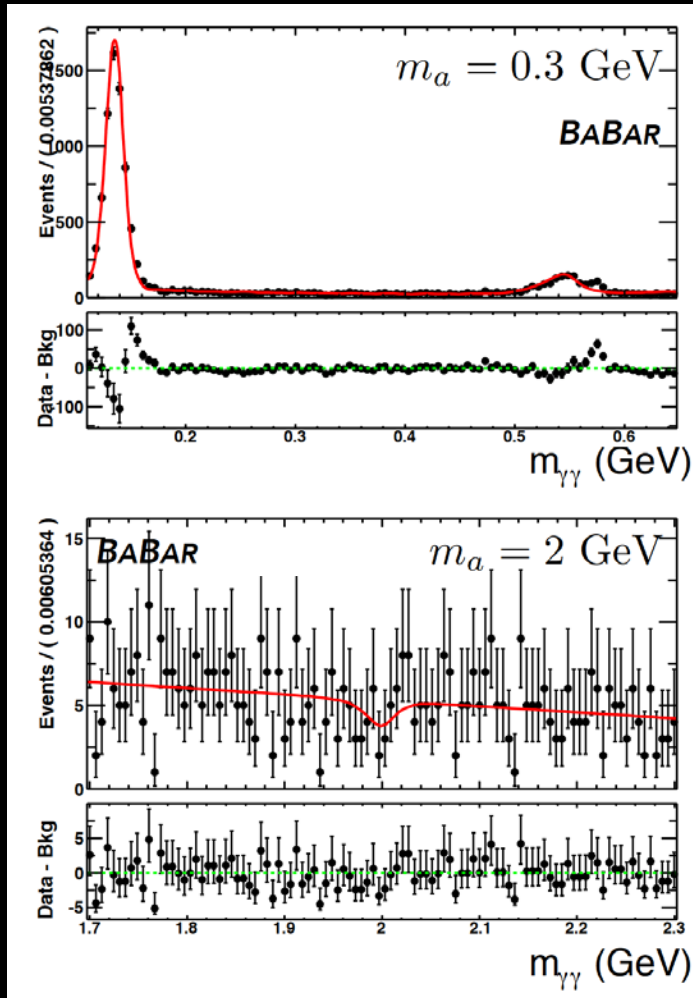 m_a = 0.3 GeV
BABAR
Events / ( 0.00537862 )
1500
1000
500
0
Data - Bkg
100
0
100
0.2 0.3 0.4 0.5 0.6
m_γγ (GeV)
BABAR
m_a = 2 GeV
Events / ( 0.00605364 )
15
10
5
0
Data - Bkg
5
0
-5
1.7 1.8 1.9 2 2.1 2.2 2.3
m_γγ (GeV)